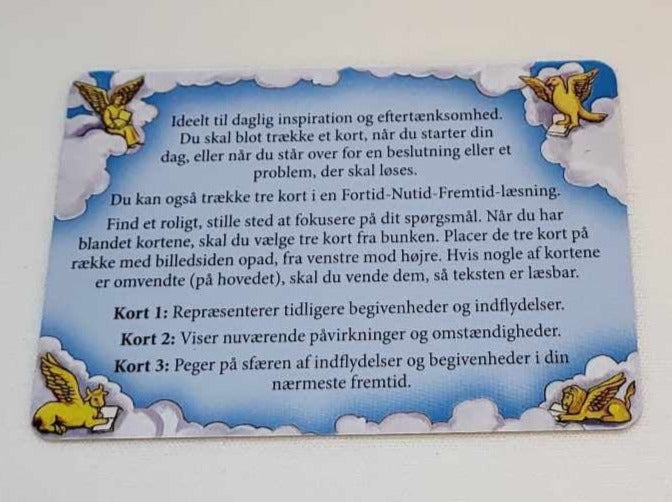 Ideelt til daglig inspiration og eftertænksomhed.
Du skal blot trække et kort, når du starter din
dag, eller når du står over for en beslutning eller et
problem, der skal løses.
Du kan også trække tre kort i en Fortid-Nutid-Fremtid-læsning.
Find et roligt, stille sted at fokusere på dit spørgsmål. Når du har
blandet kortene, skal du vælge tre kort fra bunken. Placer de tre kort på
række med billedsiden opad, fra venstre mod højre. Hvis nogle af kortene
er omvendte (på hovedet), skal du vende dem, så teksten er læsbar.
Kort 1: Repræsenterer tidligere begivenheder og indflydelser.
Kort 2: Viser nuværende påvirkninger og omstændigheder.
Kort 3: Peger på sfæren af indflydelser og begivenheder i din
nærmeste fremtid.